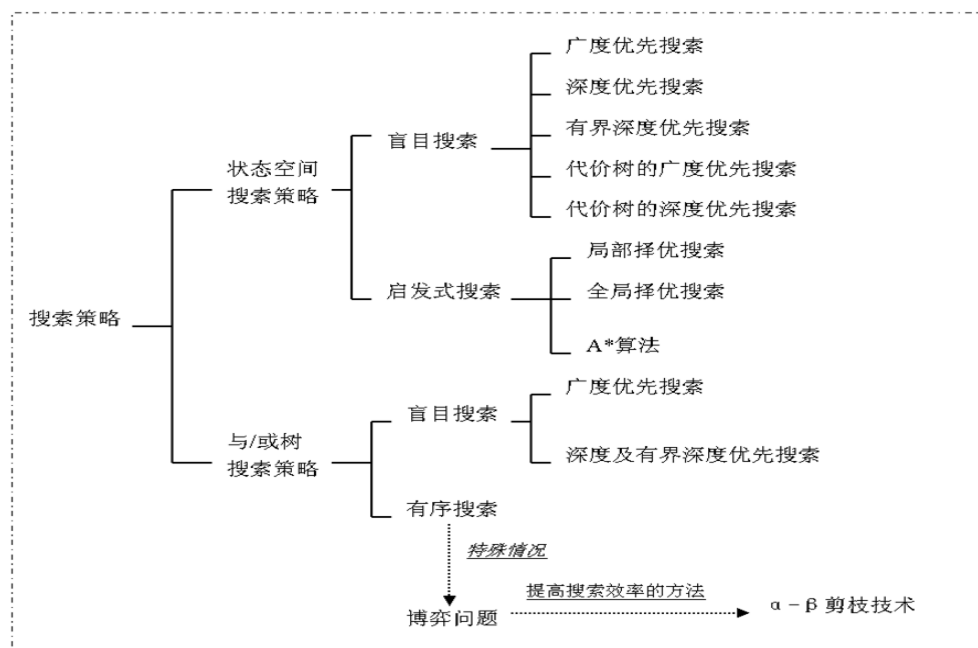 广度优先搜索
深度优先搜索
有界深度优先搜索
盲目搜索
状态空间
搜索策略
代价树的广度优先搜索
代价树的深度优先搜索
局部择优搜索
启发式搜索
全局择优搜索
搜索策略
A*算法
广度优先搜索
盲目搜索
与/或树
搜索策略
深度及有界深度优先搜索
有序搜索
特殊情况
提高搜索效率的方法
博弈问题
α-β剪枝技术